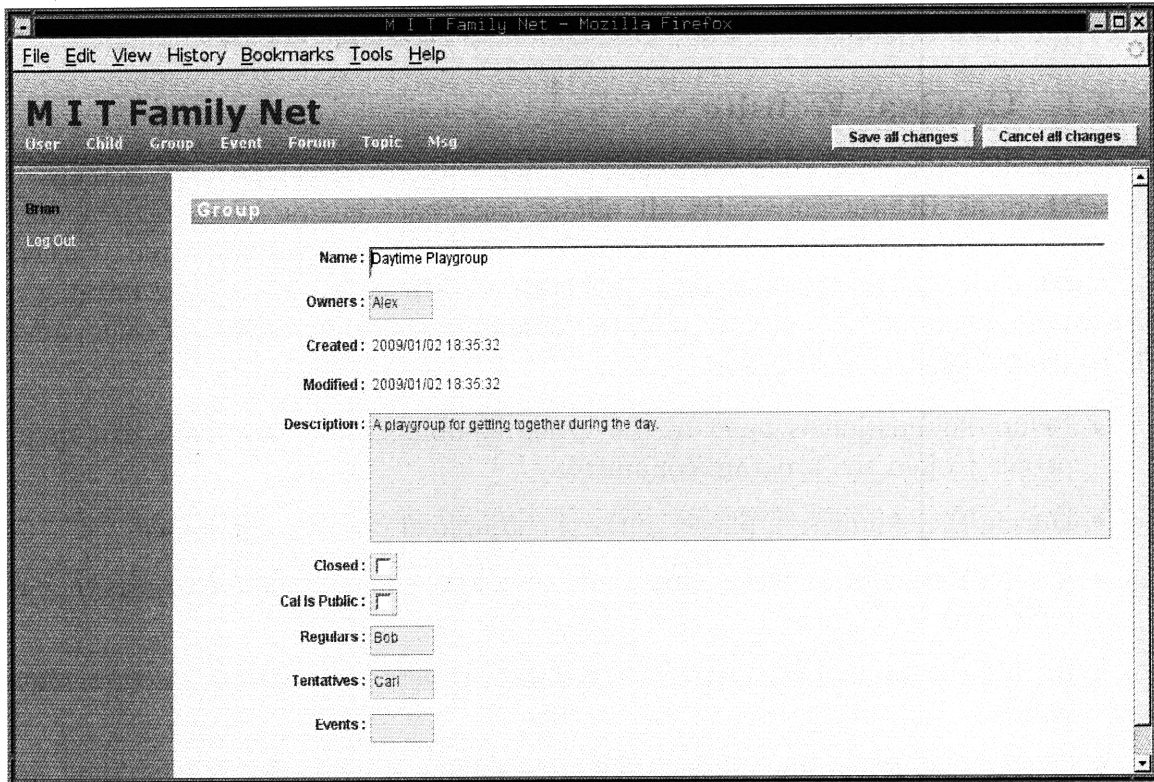 M I T Family Net - Mozilla Firefox
File Edit View History Bookmarks Tools Help
M I T Family Net
User Child Group Event Forum Topic Msg
Save all changes Cancel all changes
Brian
Log Out
Group
Name: Daytime Playgroup
Owners: Alex
Created: 2009/01/02 18:35:32
Modified: 2009/01/02 18:35:32
Description: A playgroup for getting together during the day.
Closed:
Cal Is Public:
Regulars: Bob
Tentatives: Carl
Events: